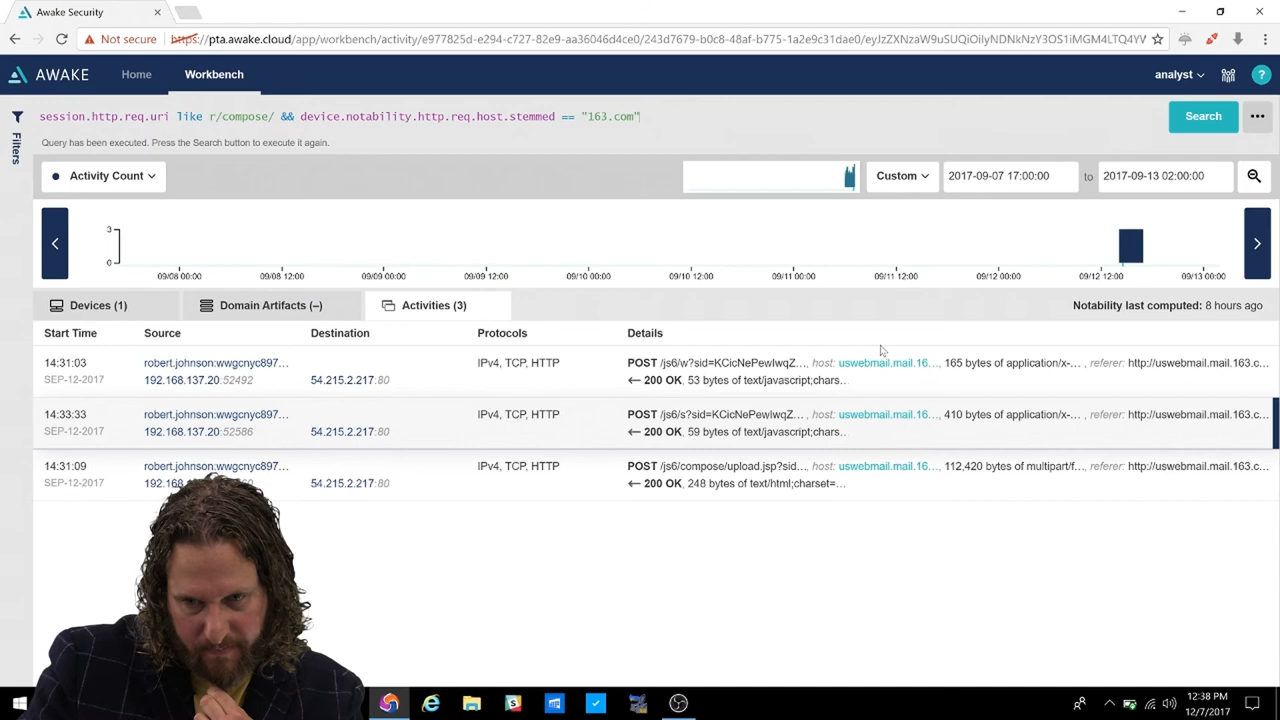 Awake Security
Not secure https://pta.awake.cloud/app/workbench/activity/e977825d-e294-c727-82e9-aa36046d4ce0/243d7679-b0c8-48af-b775-1a2e9c31dae0/
AWAKE Home Workbench analyst ?
session.http.req.uri like r/compose/ && device.notability.http.req.host.stemmed == "163.com" Search
Filters
Query has been executed. Press the Search button to execute it again.
Activity Count Custom 2017-09-07 17:00:00 to 2017-09-13 02:00:00
3
0
09/08 00:00 09/08 12:00 09/09 00:00 09/09 12:00 09/10 00:00 09/10 12:00 09/11 00:00 09/11 12:00 09/12 00:00 09/12 12:00 09/13 00:00
Devices (1) Domain Artifacts (–) Activities (3) Notability last computed: 8 hours ago
Start Time Source Destination Protocols Details
14:31:03 robert.johnson:wwgcnyc897... IPv4, TCP, HTTP POST /js6/w?sid=KCicNePewIwqZ..., host: uswebmail.mail.16..., 165 bytes of application/x-..., referer: http://uswebmail.mail.163.c...
SEP-12-2017 192.168.137.20:52492 54.215.2.217:80 ← 200 OK, 53 bytes of text/javascript;chars...
14:33:33 robert.johnson:wwgcnyc897... IPv4, TCP, HTTP POST /js6/s?sid=KCicNePewIwqZ..., host: uswebmail.mail.16..., 410 bytes of application/x-..., referer: http://uswebmail.mail.163.c...
SEP-12-2017 192.168.137.20:52586 54.215.2.217:80 ← 200 OK, 59 bytes of text/javascript;chars...
14:31:09 robert.johnson:wwgcnyc897... IPv4, TCP, HTTP POST /js6/compose/upload.jsp?sid..., host: uswebmail.mail.16..., 112,420 bytes of multipart/f..., referer: http://uswebmail.mail.163.c...
SEP-12-2017 54.215.2.217:80 ← 200 OK, 248 bytes of text/html;charset=...
12:38 PM
12/7/2017